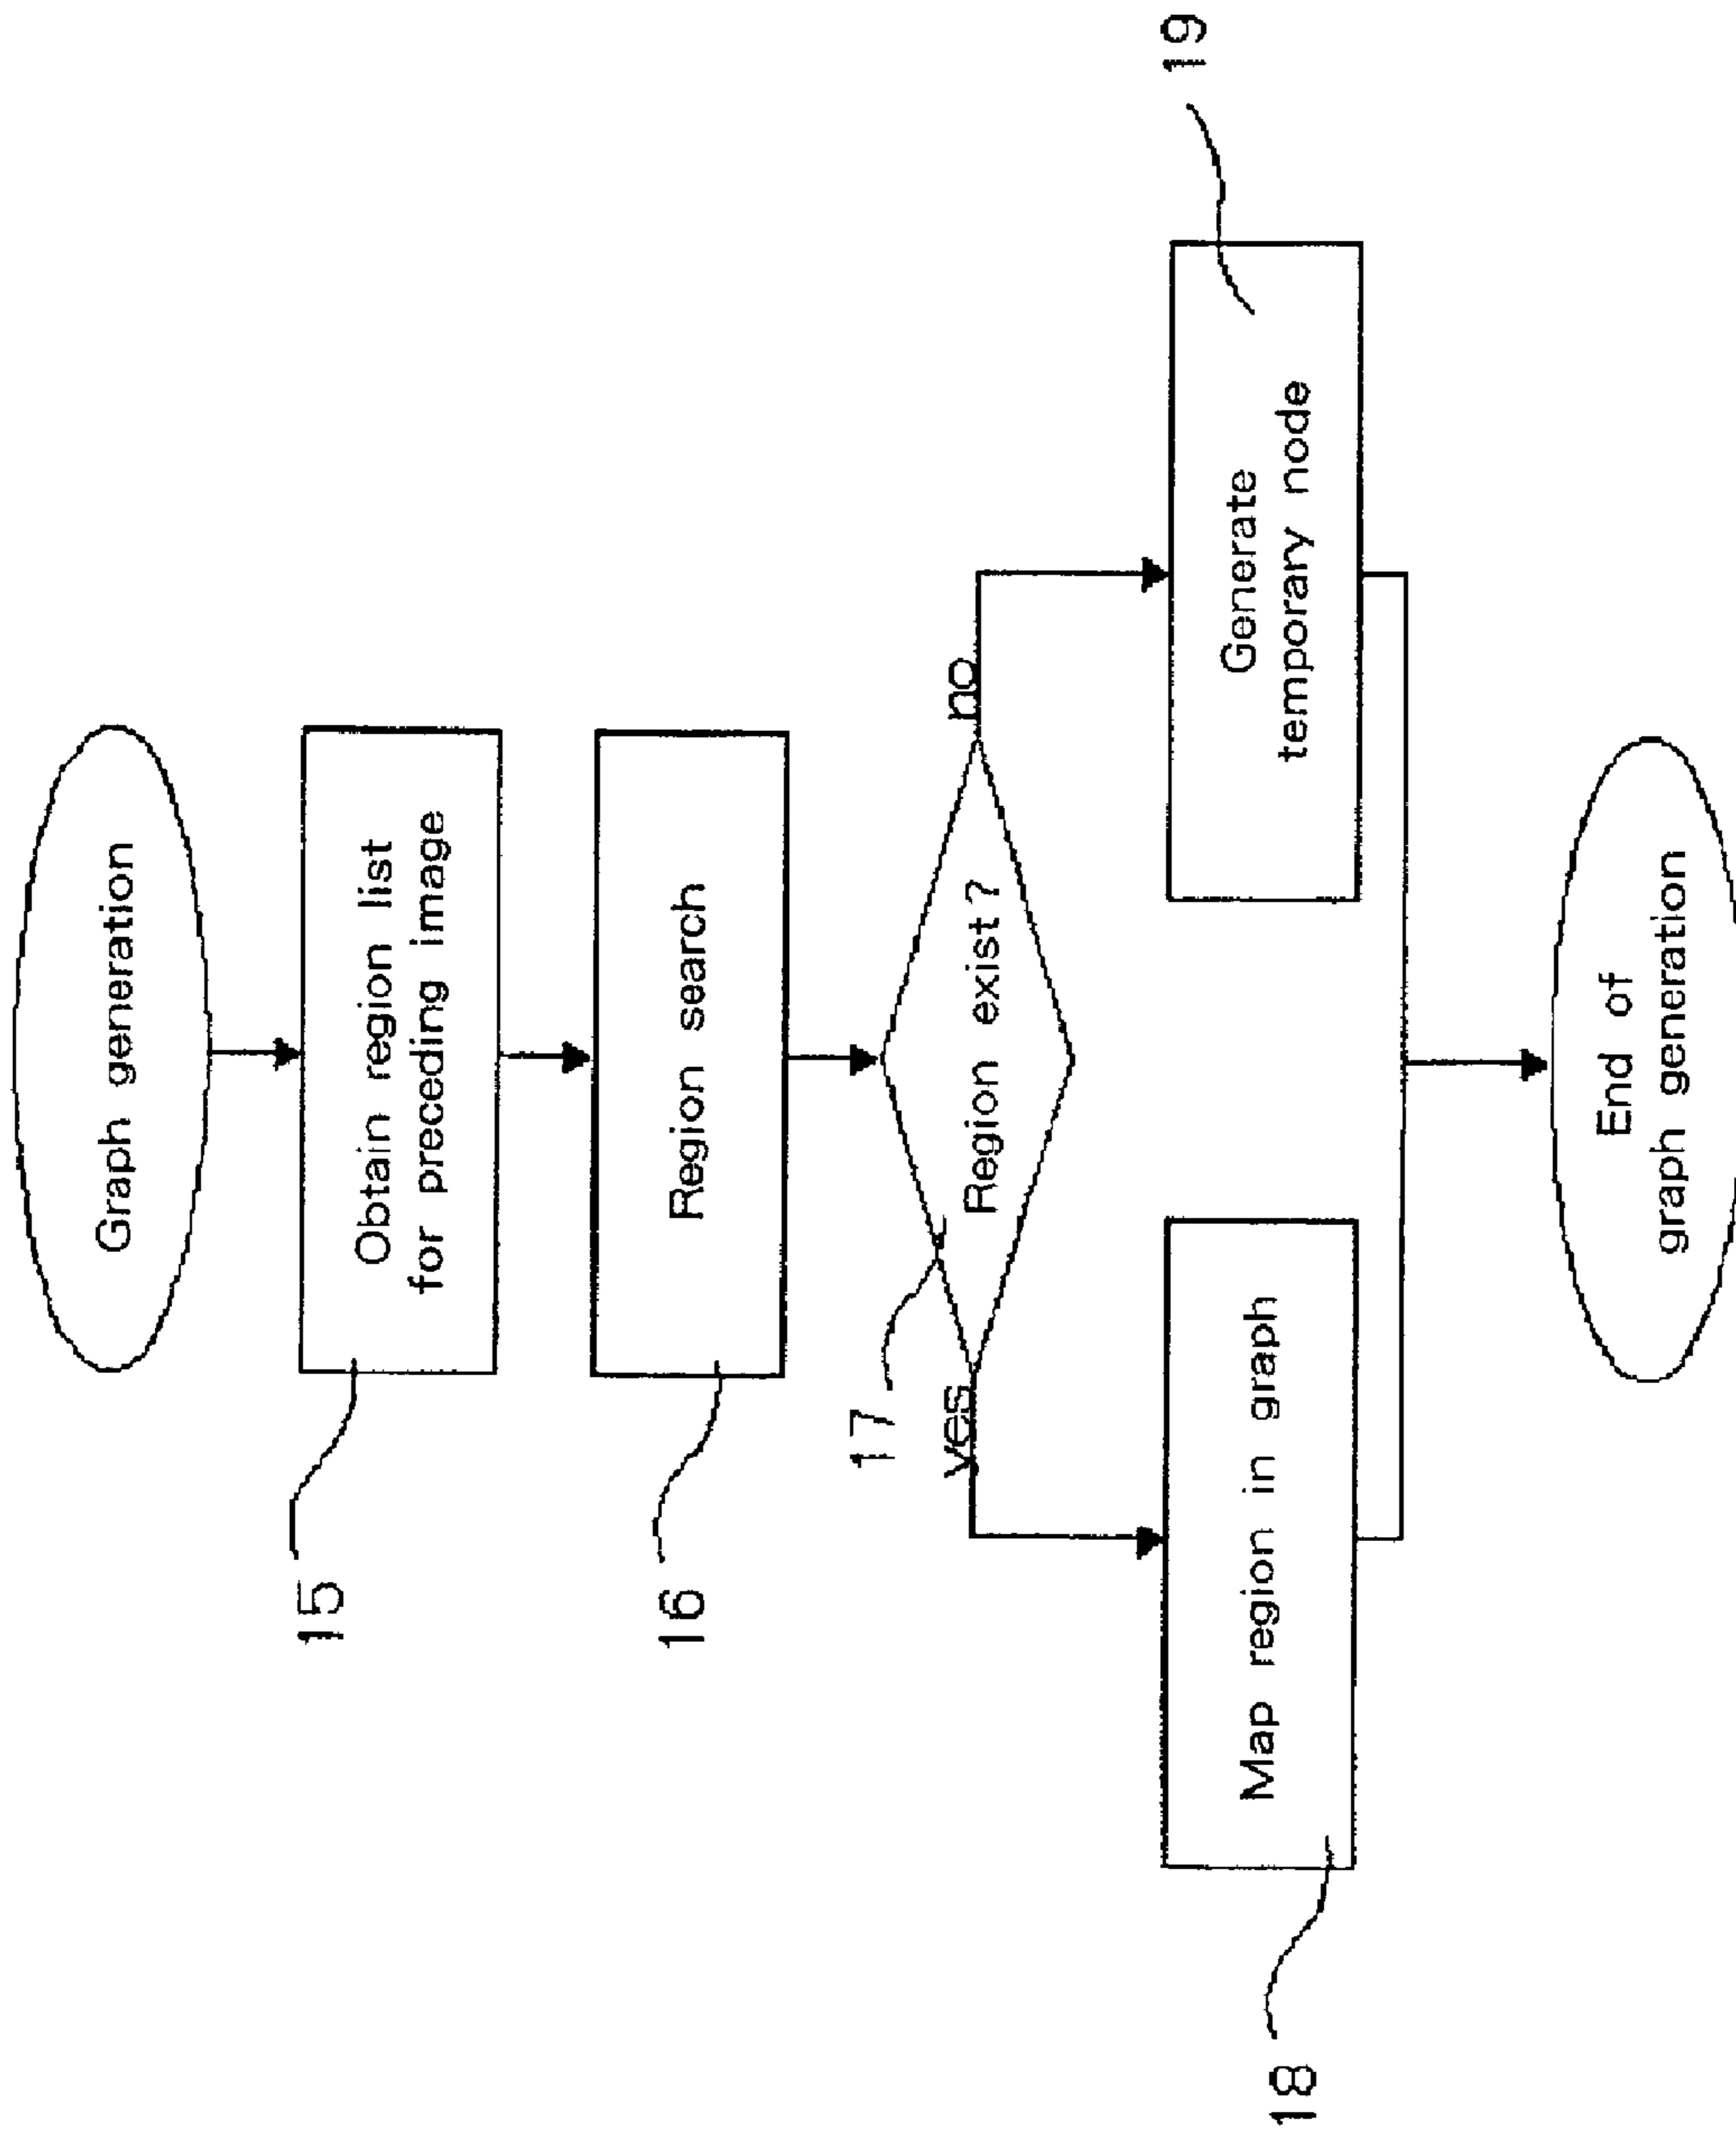 Graph generation
15
Obtain region list
for preceding image
16
Region search
17
Region exist?
yes
no
18
Map region in graph
19
Generate
temporary node
End of
graph generation